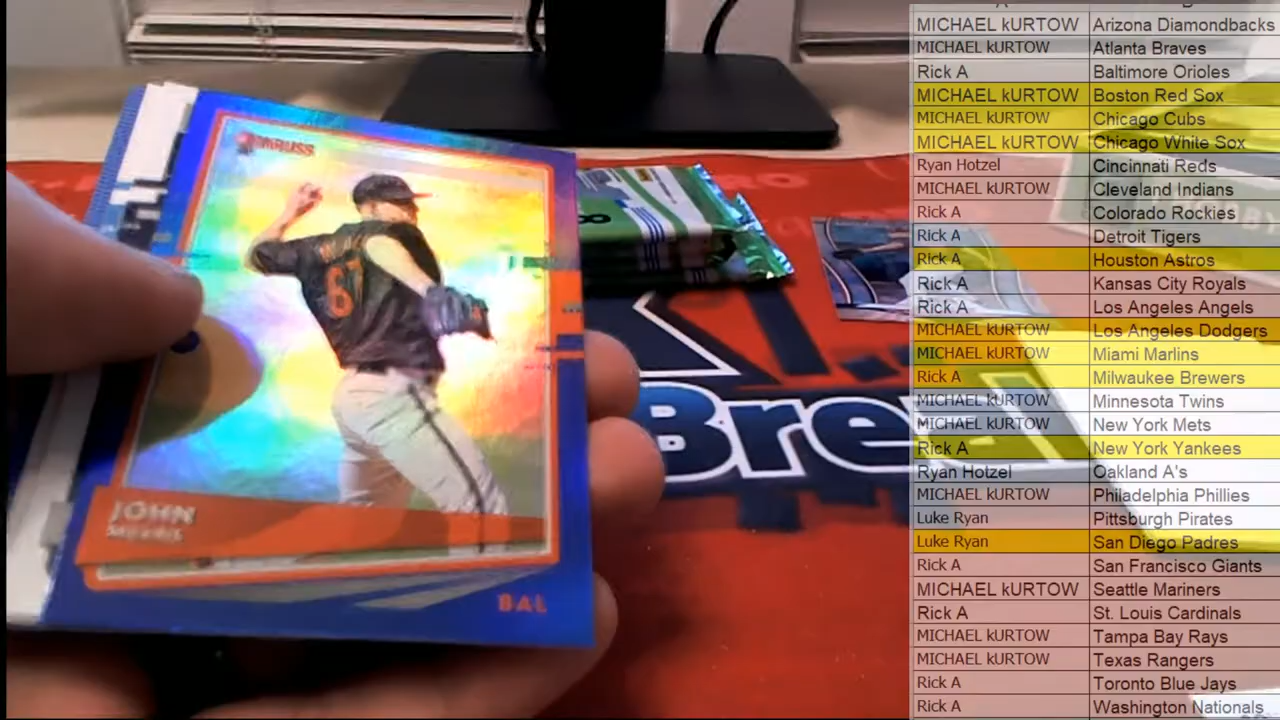 DONRUSS
67
JOHN
MEANS
BAL
8
Bre
MICHAEL kURTOW Arizona Diamondbacks
MICHAEL kURTOW Atlanta Braves
Rick A Baltimore Orioles
MICHAEL kURTOW Boston Red Sox
MICHAEL kURTOW Chicago Cubs
MICHAEL kURTOW Chicago White Sox
Ryan Hotzel Cincinnati Reds
MICHAEL kURTOW Cleveland Indians
Rick A Colorado Rockies
Rick A Detroit Tigers
Rick A Houston Astros
Rick A Kansas City Royals
Rick A Los Angeles Angels
MICHAEL kURTOW Los Angeles Dodgers
MICHAEL kURTOW Miami Marlins
Rick A Milwaukee Brewers
MICHAEL kURTOW Minnesota Twins
MICHAEL kURTOW New York Mets
Rick A New York Yankees
Ryan Hotzel Oakland A's
MICHAEL kURTOW Philadelphia Phillies
Luke Ryan Pittsburgh Pirates
Luke Ryan San Diego Padres
Rick A San Francisco Giants
MICHAEL kURTOW Seattle Mariners
Rick A St. Louis Cardinals
MICHAEL kURTOW Tampa Bay Rays
MICHAEL kURTOW Texas Rangers
Rick A Toronto Blue Jays
Rick A Washington Nationals